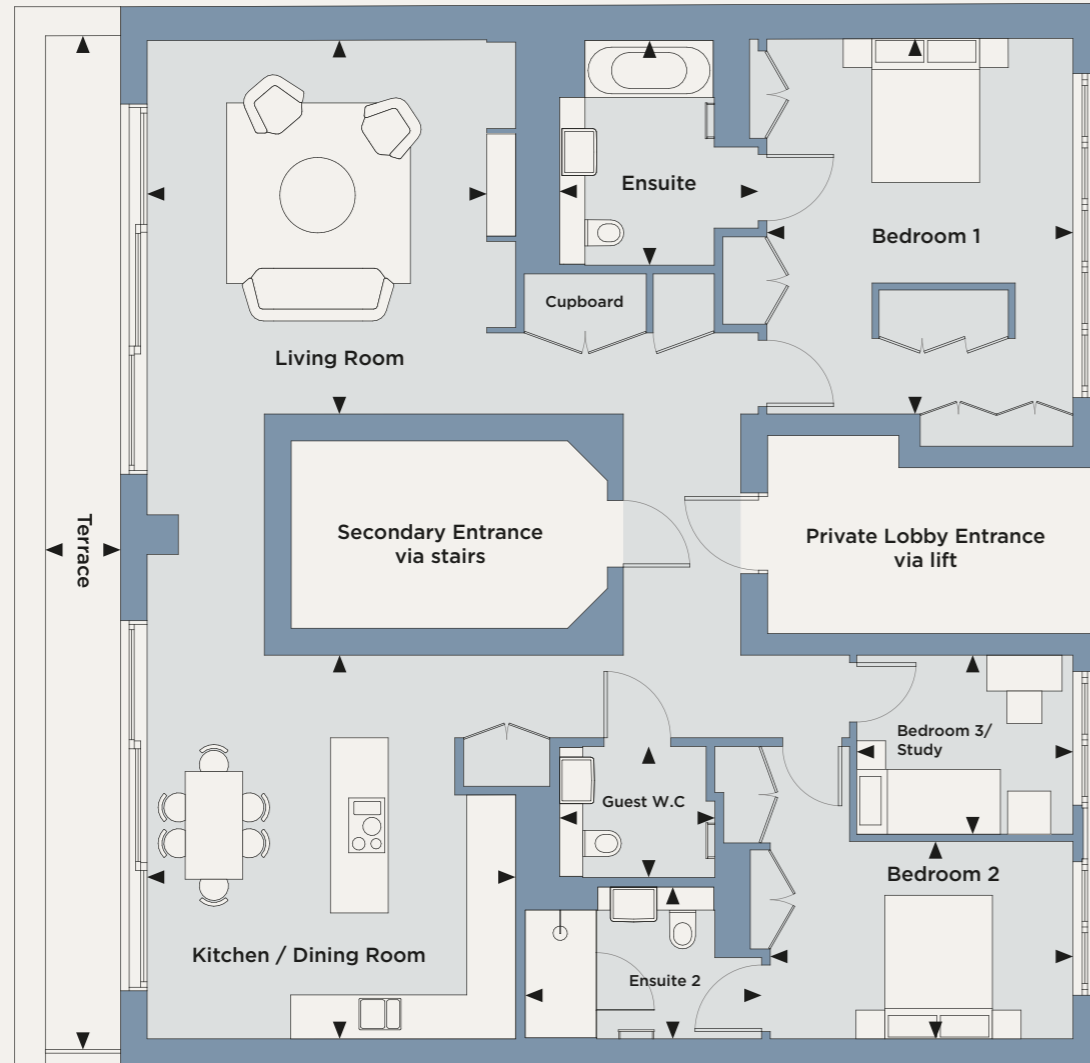 Ensuite
Bedroom 1
Cupboard
Living Room
Terrace
Secondary Entrance
via stairs
Private Lobby Entrance
via lift
Bedroom 3/
Study
Guest W.C
Bedroom 2
Kitchen / Dining Room
Ensuite 2